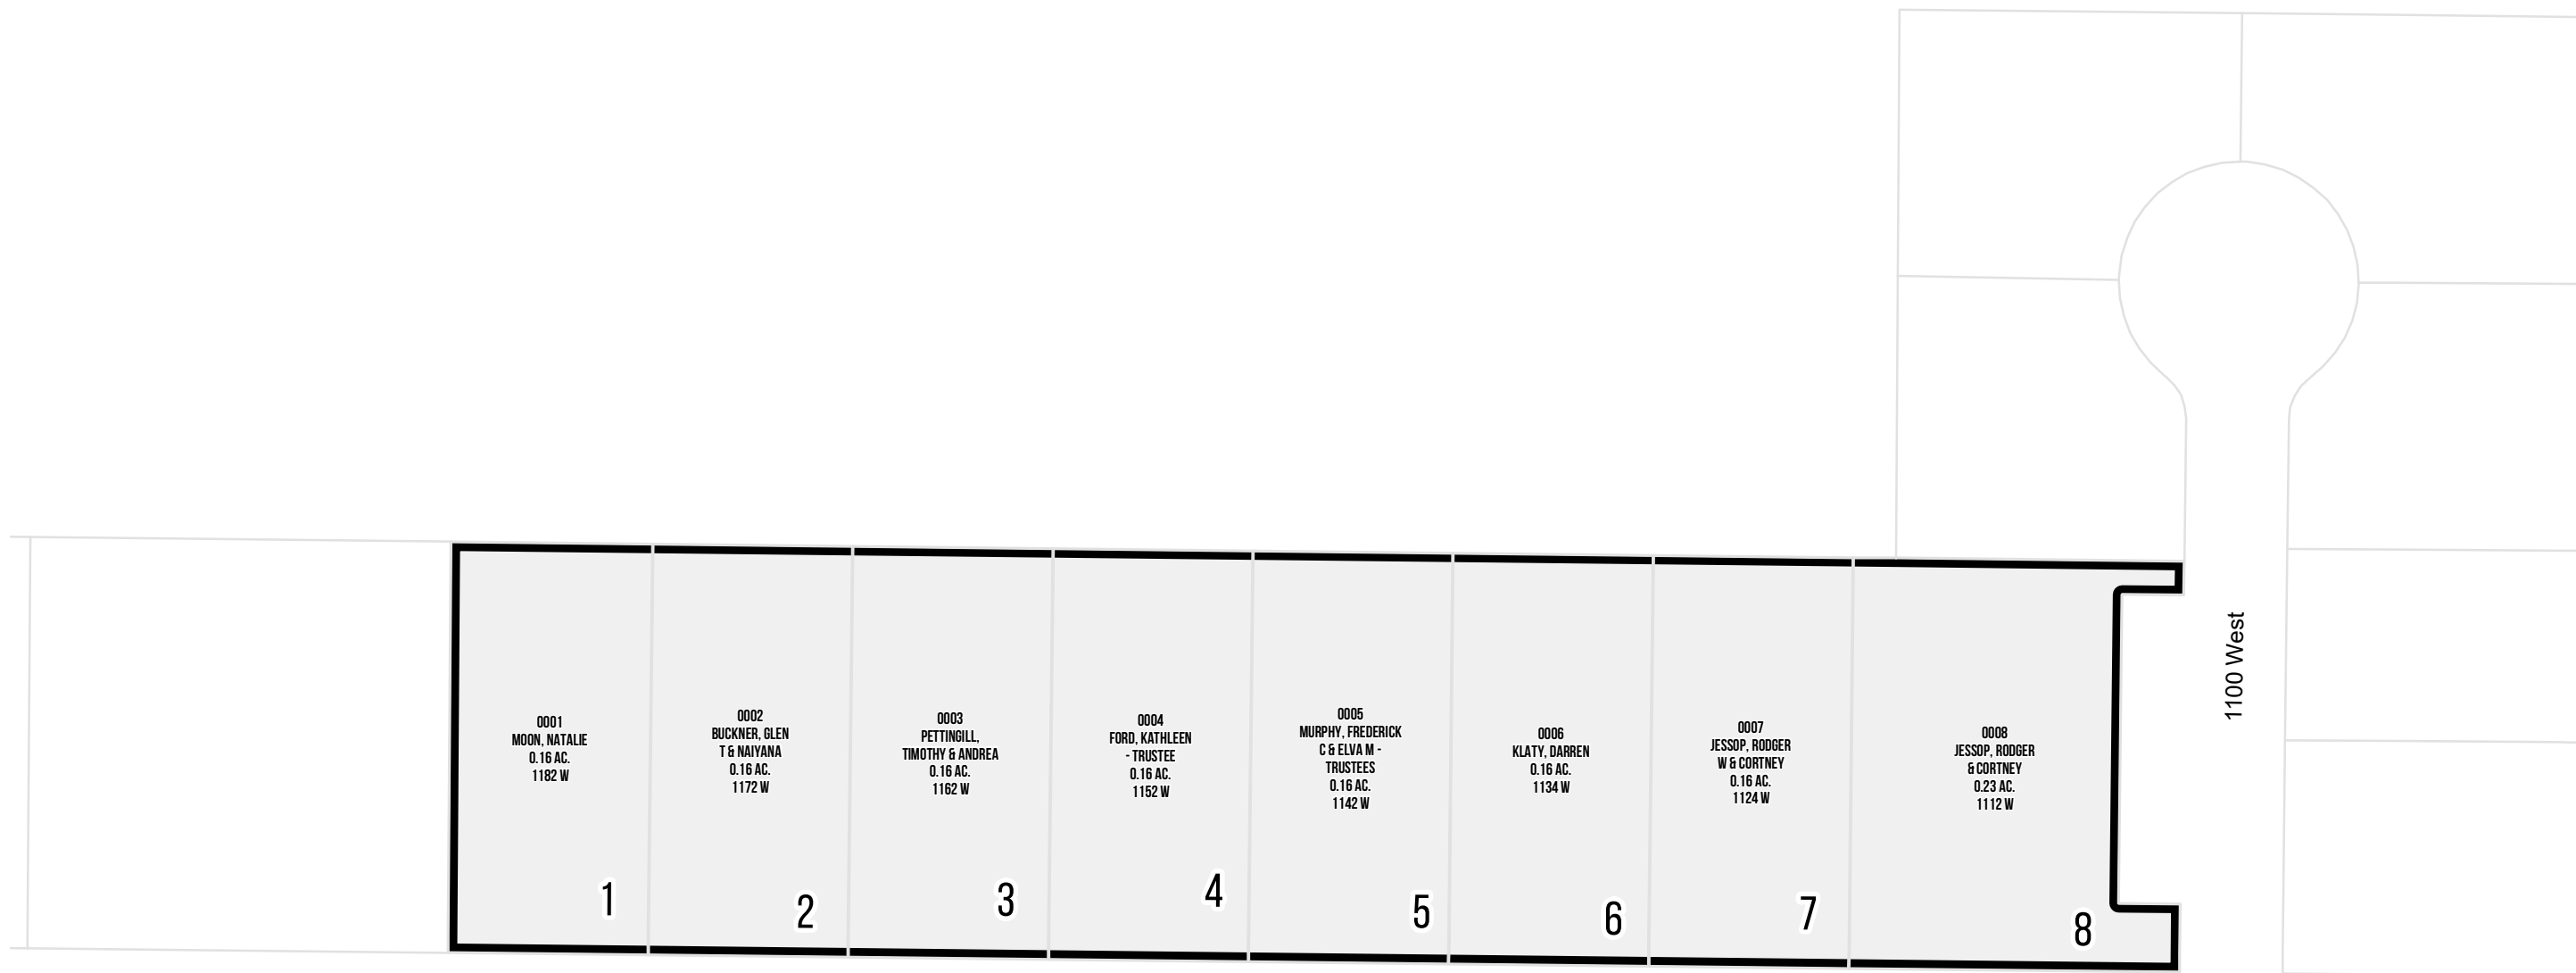 0001
MOON, NATALIE
0.16 AC.
1182 W
1
0002
BUCKNER, GLEN
T & NAIYANA
0.16 AC.
1172 W
2
0003
PETTINGILL,
TIMOTHY & ANDREA
0.16 AC.
1162 W
3
0004
FORD, KATHLEEN
- TRUSTEE
0.16 AC.
1152 W
4
0005
MURPHY, FREDERICK
C & ELVA M -
TRUSTEES
0.16 AC.
1142 W
5
0006
KLATY, DARREN
0.16 AC.
1134 W
6
0007
JESSOP, RODGER
W & CORTNEY
0.16 AC.
1124 W
7
0008
JESSOP, RODGER
& CORTNEY
0.23 AC.
1112 W
8
1100 West